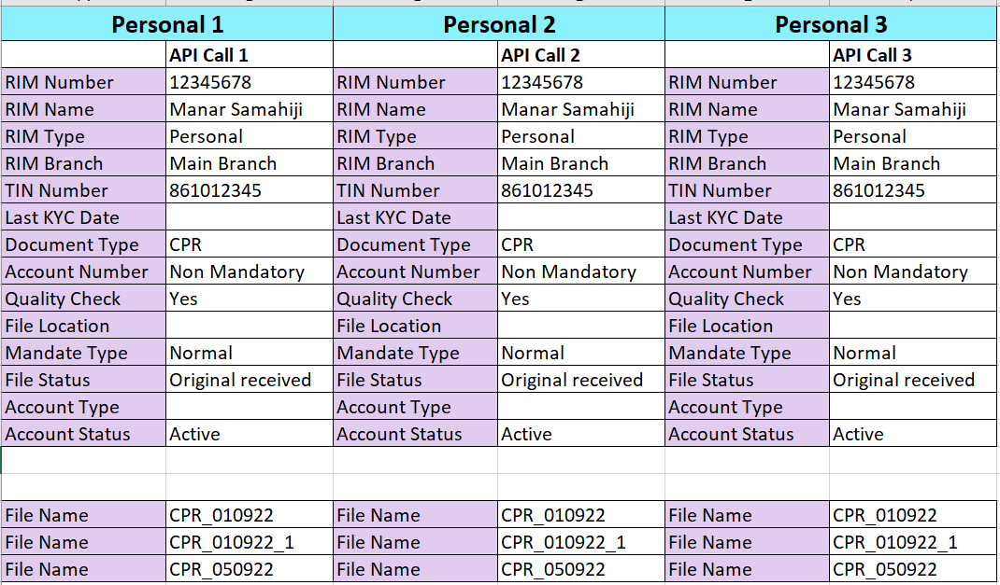 Personal 1 Personal 2 Personal 3
API Call 1 API Call 2 API Call 3
RIM Number 12345678 RIM Number 12345678 RIM Number 12345678
RIM Name Manar Samahiji RIM Name Manar Samahiji RIM Name Manar Samahiji
RIM Type Personal RIM Type Personal RIM Type Personal
RIM Branch Main Branch RIM Branch Main Branch RIM Branch Main Branch
TIN Number 861012345 TIN Number 861012345 TIN Number 861012345
Last KYC Date Last KYC Date Last KYC Date
Document Type CPR Document Type CPR Document Type CPR
Account Number Non Mandatory Account Number Non Mandatory Account Number Non Mandatory
Quality Check Yes Quality Check Yes Quality Check Yes
File Location File Location File Location
Mandate Type Normal Mandate Type Normal Mandate Type Normal
File Status Original received File Status Original received File Status Original received
Account Type Account Type Account Type
Account Status Active Account Status Active Account Status Active
File Name CPR_010922 File Name CPR_010922 File Name CPR_010922
File Name CPR_010922_1 File Name CPR_010922_1 File Name CPR_010922_1
File Name CPR_050922 File Name CPR_050922 File Name CPR_050922